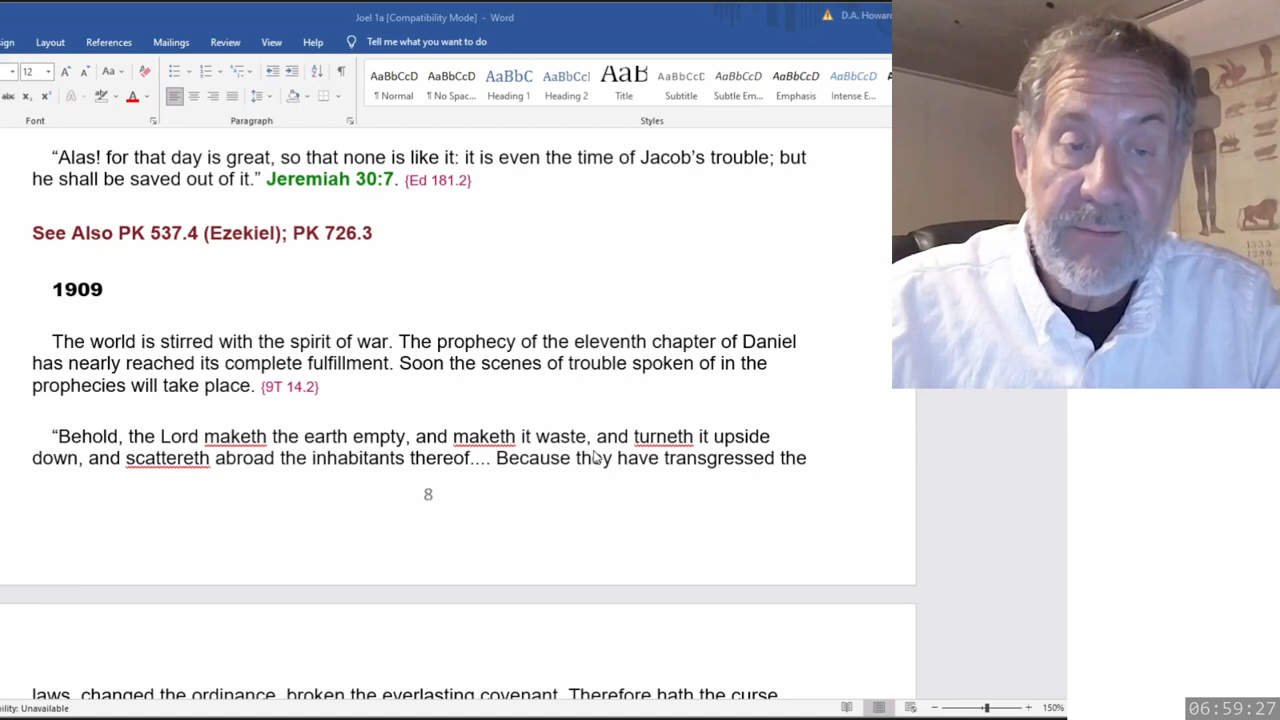 Joel 1a [Compatibility Mode] - Word
D.A. Howard
Layout References Mailings Review View Help Tell me what you want to do
12 Aa
abc x₂ x²
AaBbCcD AaBbCcD AaBbC AaBbCcl AaB AaBbCcD AaBbCcD AaBbCcD AaBbCcD
¶ Normal ¶ No Spac... Heading 1 Heading 2 Title Subtitle Subtle Em... Emphasis Intense E...
Font Paragraph Styles
“Alas! for that day is great, so that none is like it: it is even the time of Jacob’s trouble; but
he shall be saved out of it.” Jeremiah 30:7. {Ed 181.2}
See Also PK 537.4 (Ezekiel); PK 726.3
1909
The world is stirred with the spirit of war. The prophecy of the eleventh chapter of Daniel
has nearly reached its complete fulfillment. Soon the scenes of trouble spoken of in the
prophecies will take place. {9T 14.2}
“Behold, the Lord maketh the earth empty, and maketh it waste, and turneth it upside
down, and scattereth abroad the inhabitants thereof.... Because they have transgressed the
8
laws, changed the ordinance, broken the everlasting covenant. Therefore hath the curse
bility: Unavailable
150%
06:59:27